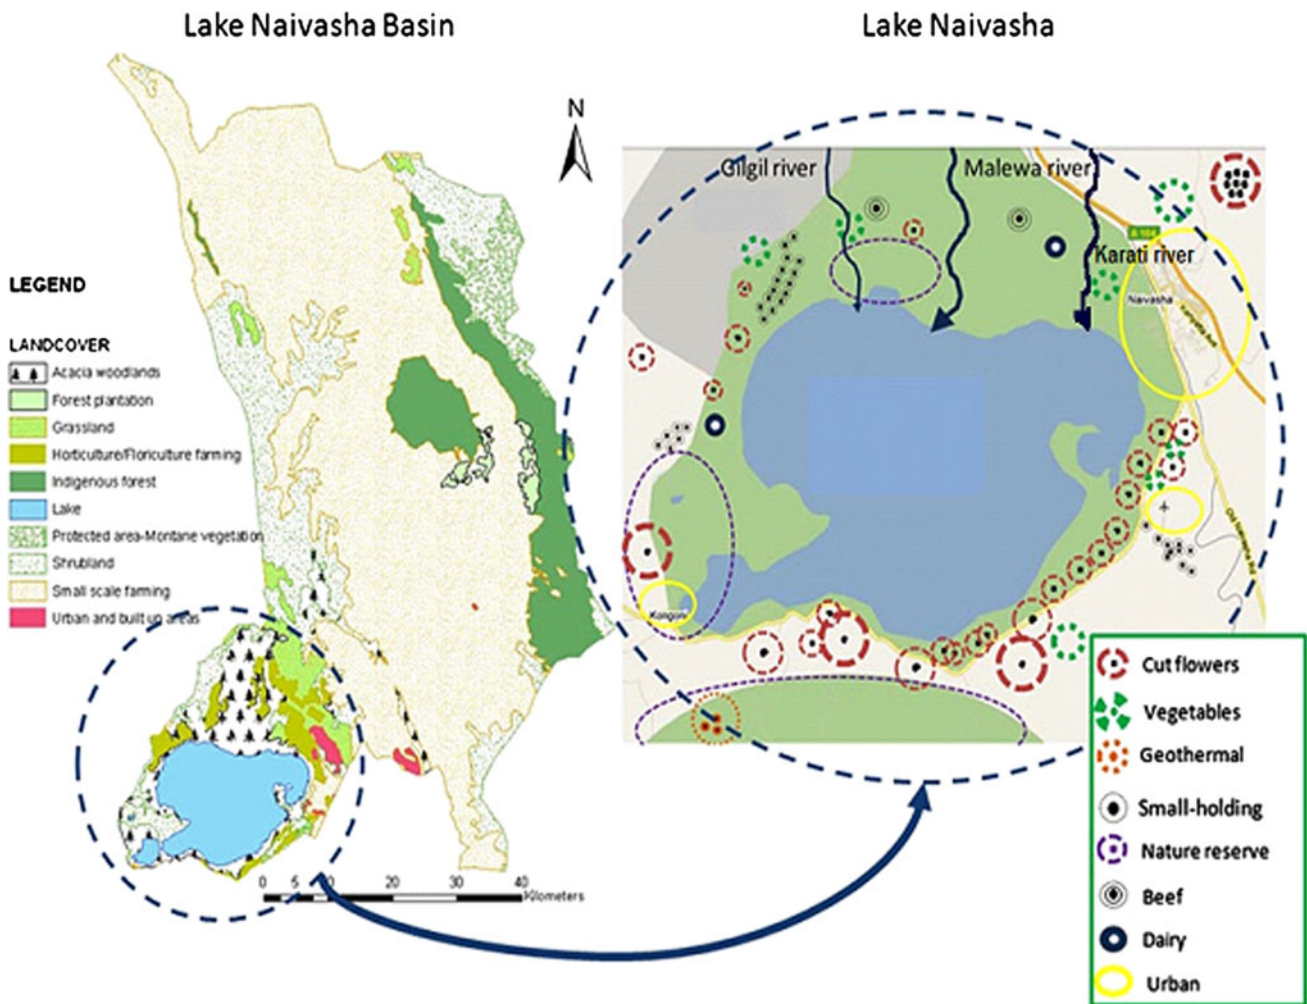 Lake Naivasha Basin
Lake Naivasha
N
LEGEND
LANDCOVER
Acacia woodlands
Forest plantation
Grassland
Horticulture/Floriculture farming
Indigenous forest
Lake
Protected area-Montane vegetation
Shrubland
Small scale farming
Urban and built up areas
0 5 10 20 30 40
Kilometers
Gilgil river
Malewa river
Karati river
Naivasha
Kongoni
Cut flowers
Vegetables
Geothermal
Small-holding
Nature reserve
Beef
Dairy
Urban